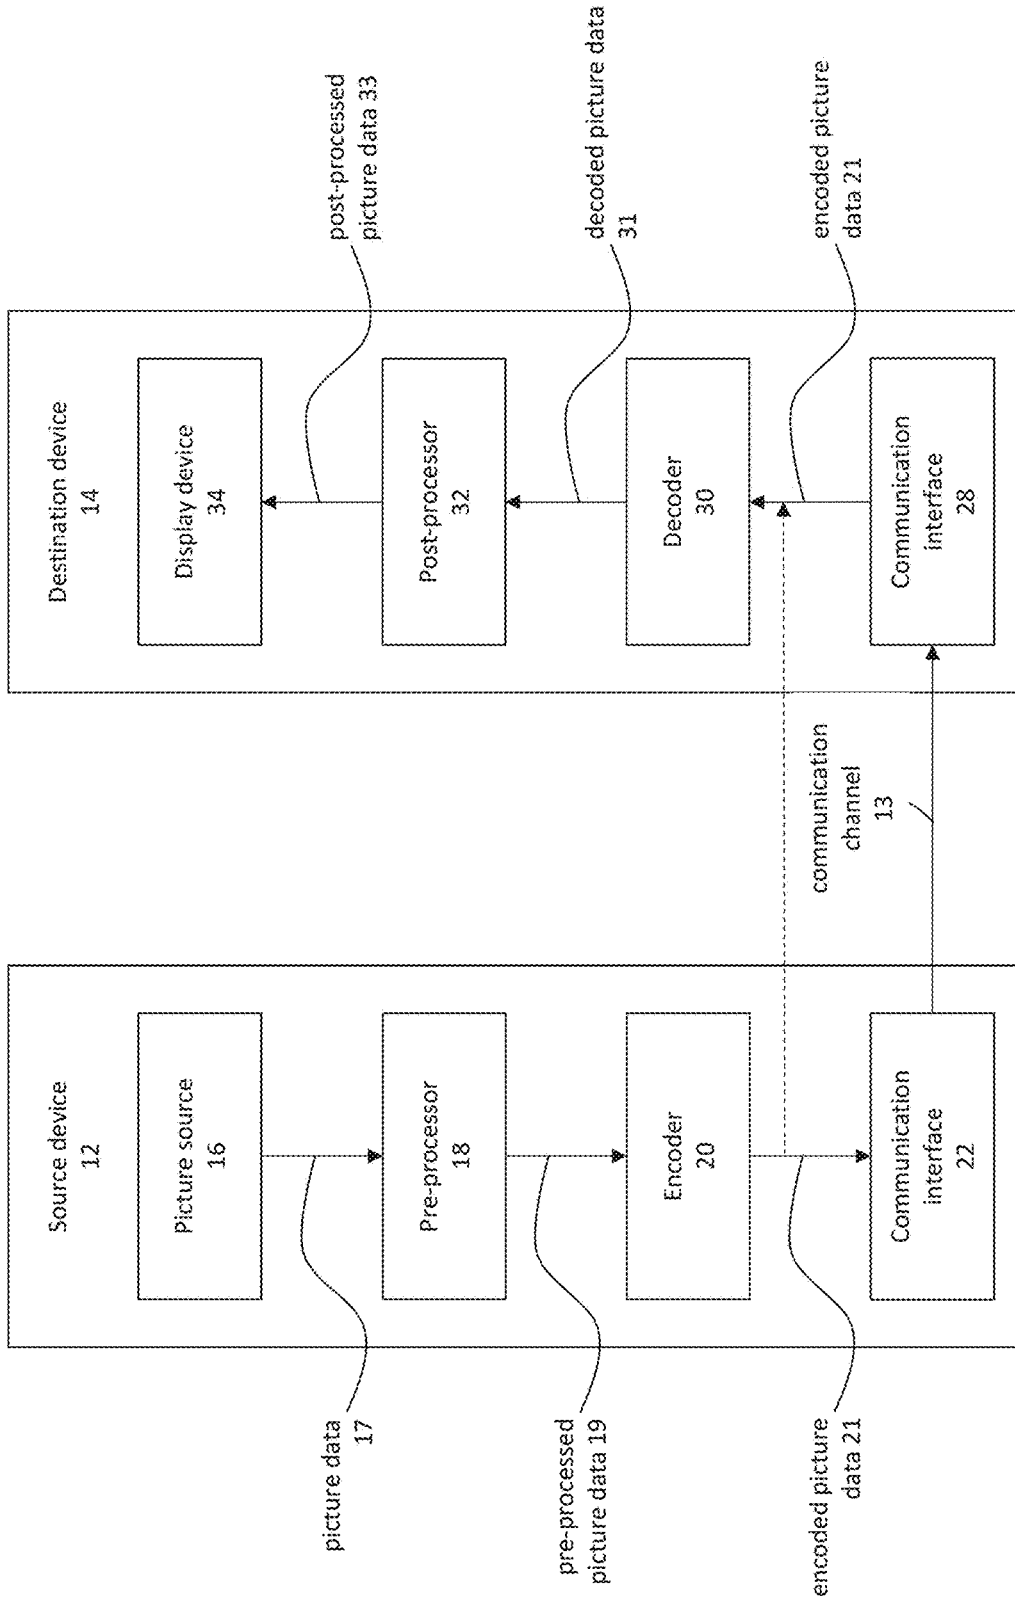 Source device
12
Picture source
16
picture data
17
Pre-processor
18
pre-processed
picture data 19
Encoder
20
encoded picture
data 21
Communication
interface
22
communication
channel
13
Destination device
14
Display device
34
post-processed
picture data 33
Post-processor
32
decoded picture data
31
Decoder
30
encoded picture
data 21
Communication
interface
28